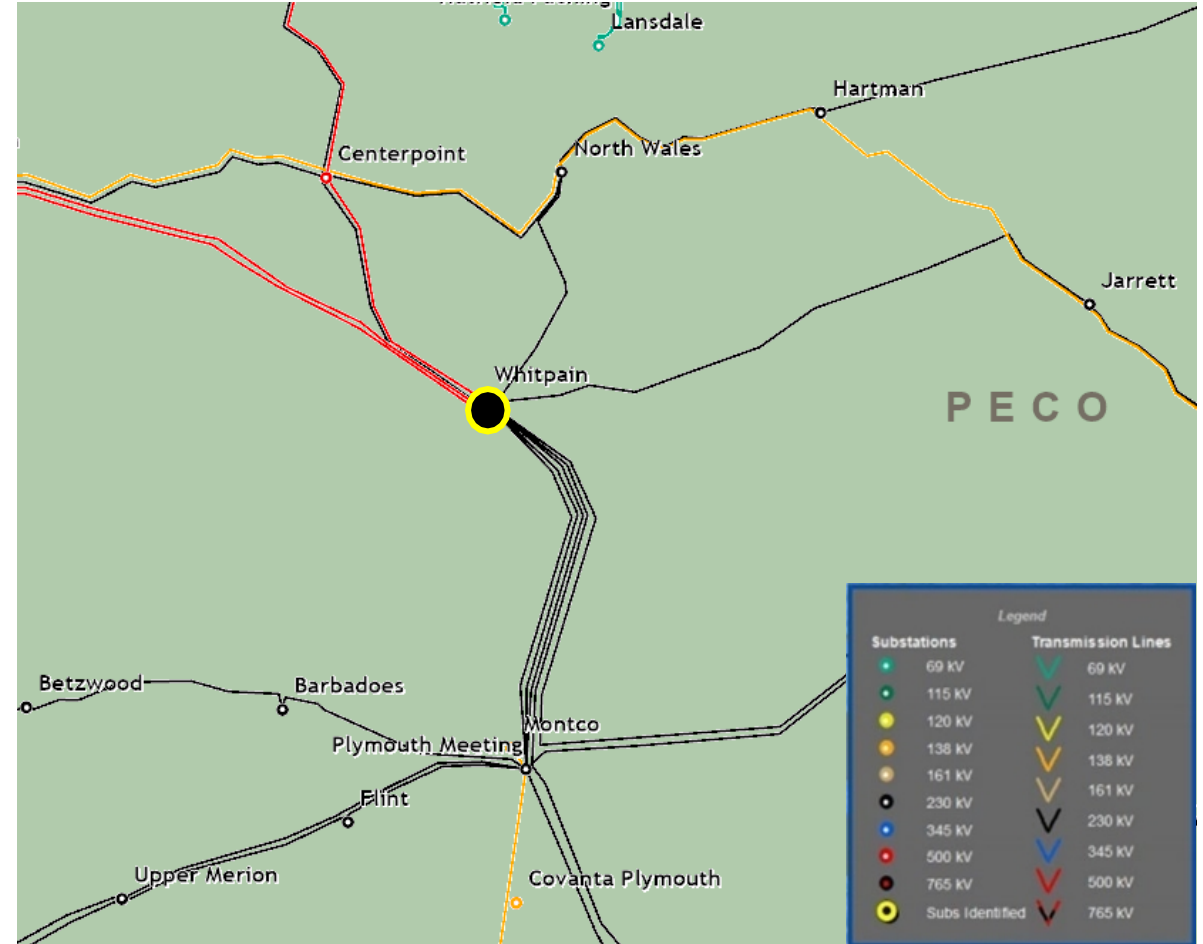 Lansdale
Hartman
Centerpoint
North Wales
Jarrett
Whitpain
PECO
Betzwood
Barbadoes
Montco
Plymouth Meeting
Flint
Upper Merion
Covanta Plymouth
Legend
Substations
69 kV
115 kV
120 kV
138 kV
161 kV
230 kV
345 kV
500 kV
765 kV
Subs Identified
Transmission Lines
69 kV
115 kV
120 kV
138 kV
161 kV
230 kV
345 kV
500 kV
765 kV